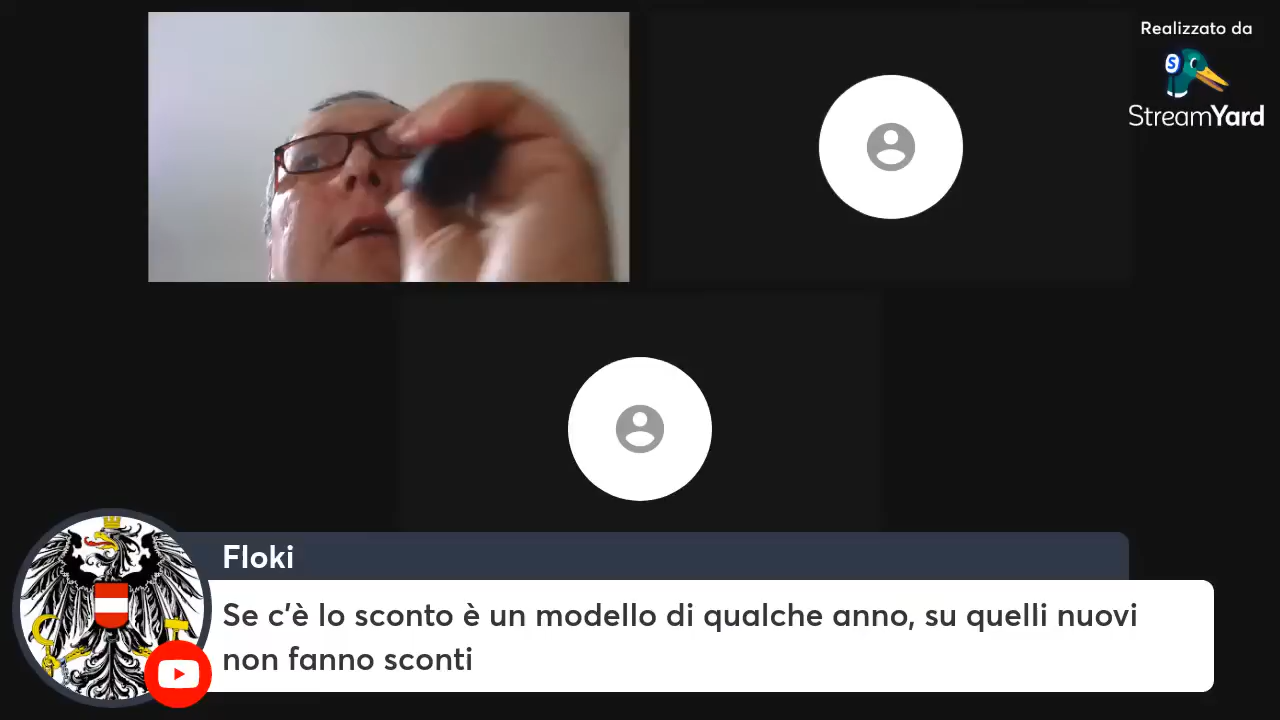 Realizzato da
StreamYard
Floki
Se c'è lo sconto è un modello di qualche anno, su quelli nuovi
non fanno sconti